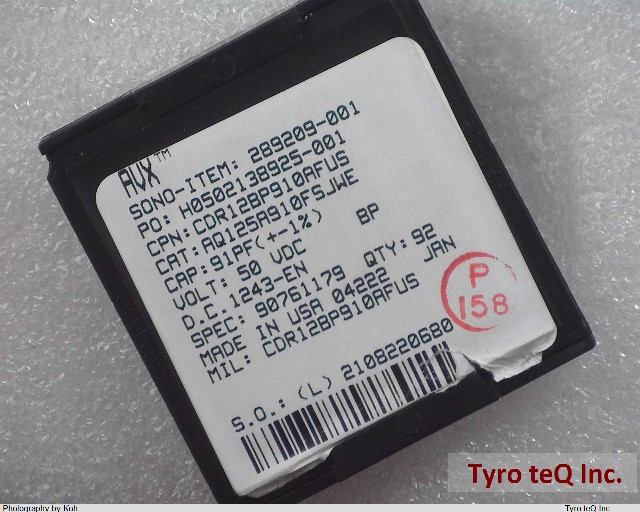 AVX™
SONO-ITEM: 289209-001
PO: H0502138925-001
CPN: CDR12BP910AFUS
CAT: AQ125A910FSJWE
CAP: 91PF(+-1%) BP
VOLT: 50 VDC
D.C. 1243-EN QTY: 92
SPEC: 90761179 JAN
MADE IN USA 04222
MIL: CDR12BP910AFUS
P
158
S.O.: (L) 2108220680
Tyro teQ Inc.
Photography by Koh Tyro teQ Inc.